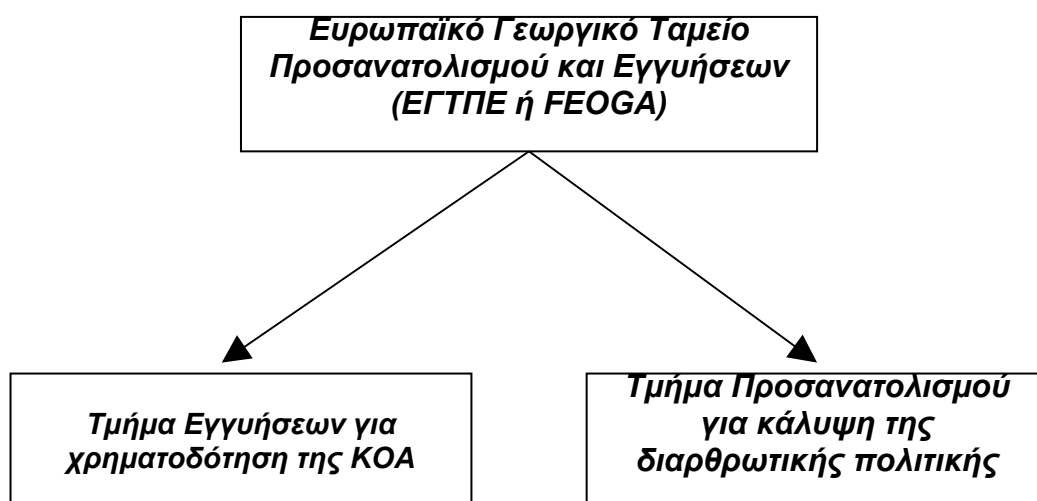 Ευρωπαϊκό Γεωργικό Ταμείο
Προσανατολισμού και Εγγυήσεων
(ΕΓΤΠΕ ή FEOGA)
Τμήμα Εγγυήσεων για
χρηματοδότηση της ΚΟΑ
Τμήμα Προσανατολισμού
για κάλυψη της
διαρθρωτικής πολιτικής